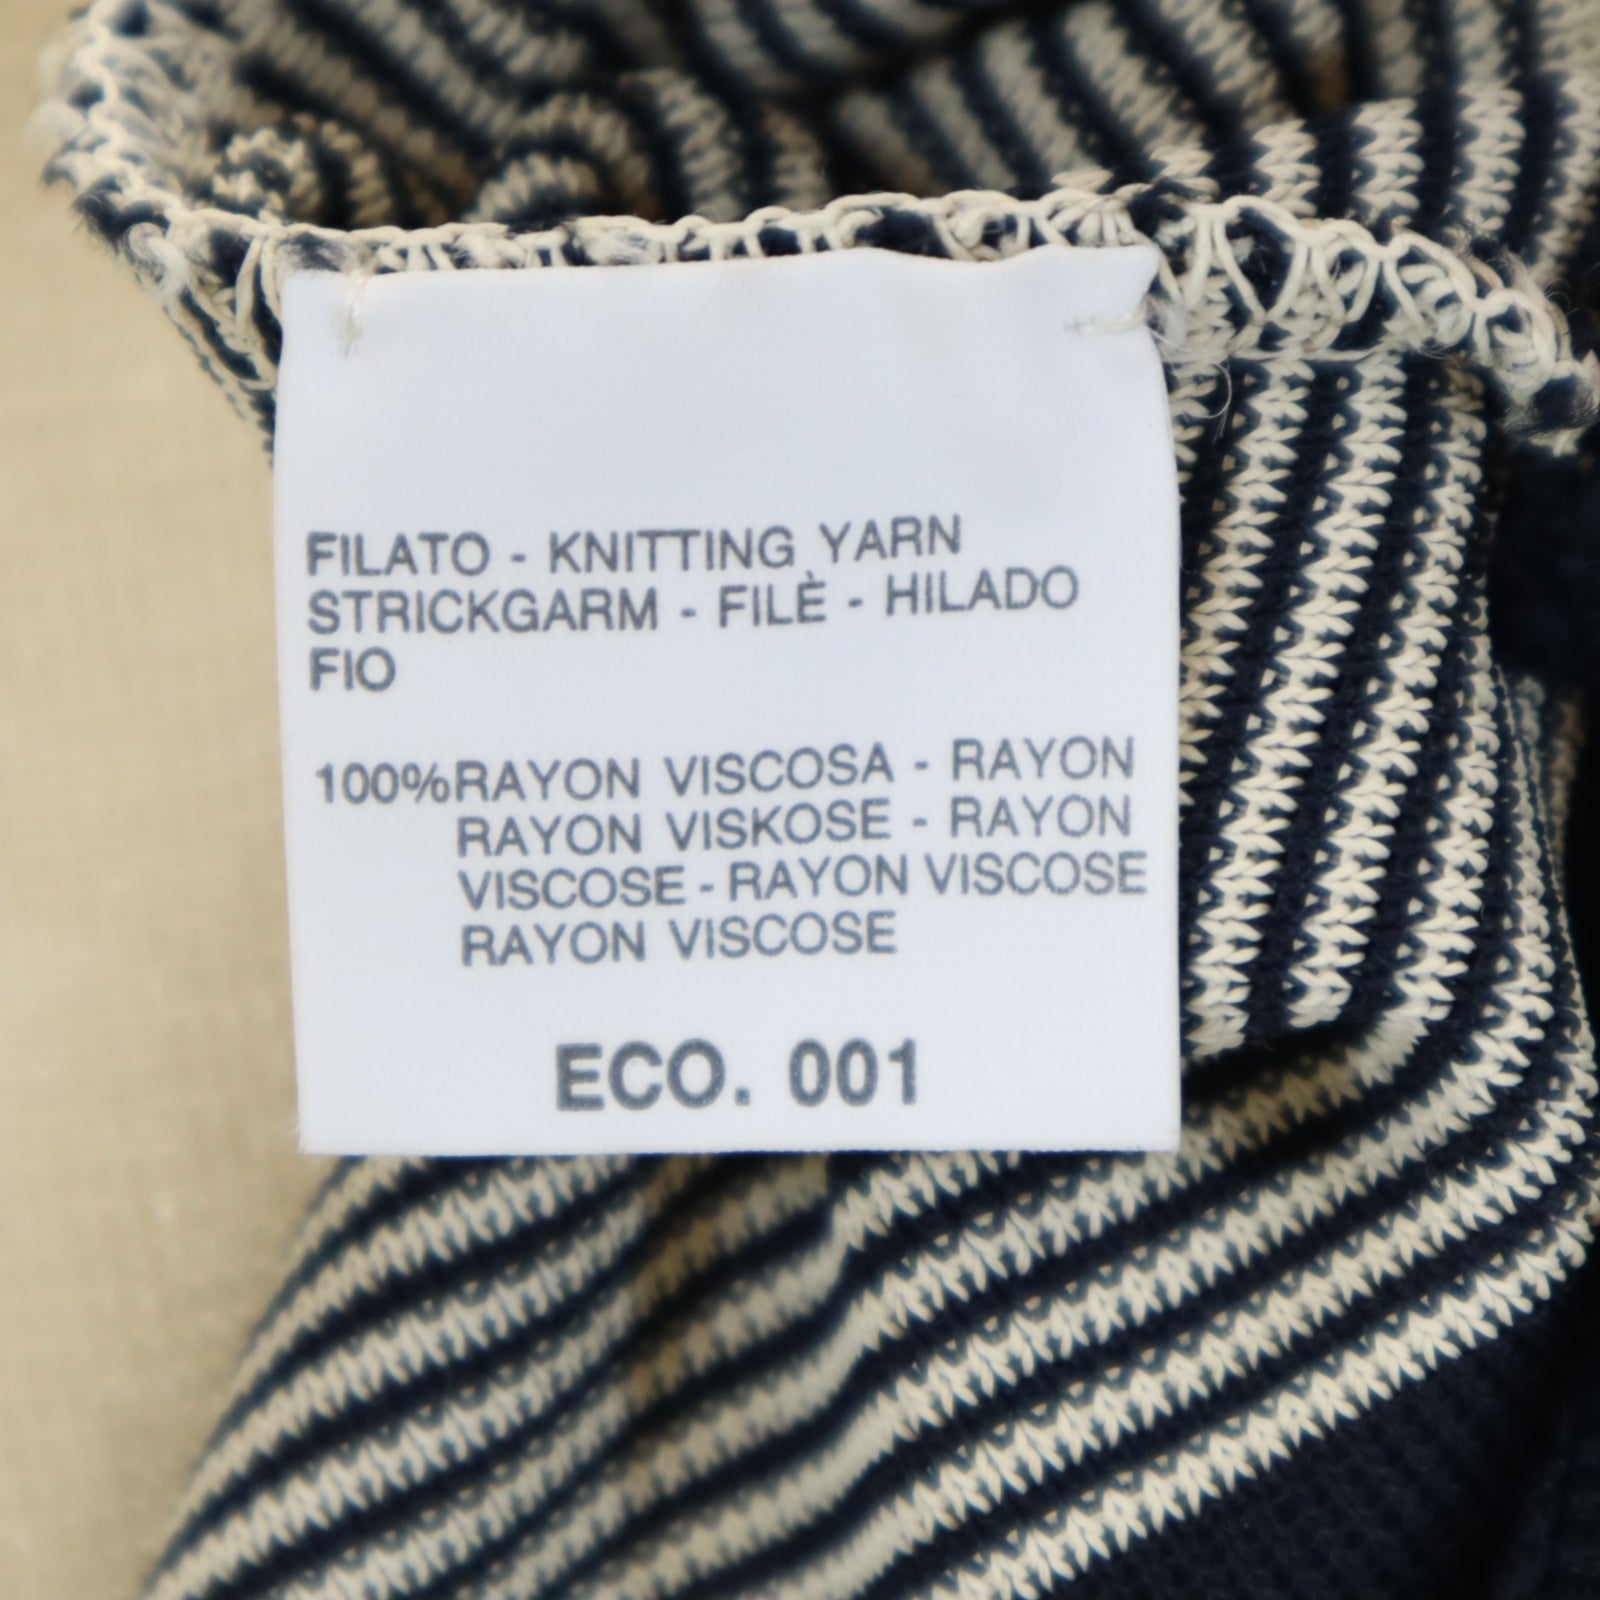 FILATO - KNITTING YARN
STRICKGARM - FILÈ - HILADO
FIO
100%RAYON VISCOSA - RAYON
RAYON VISKOSE - RAYON
VISCOSE - RAYON VISCOSE
RAYON VISCOSE
ECO. 001